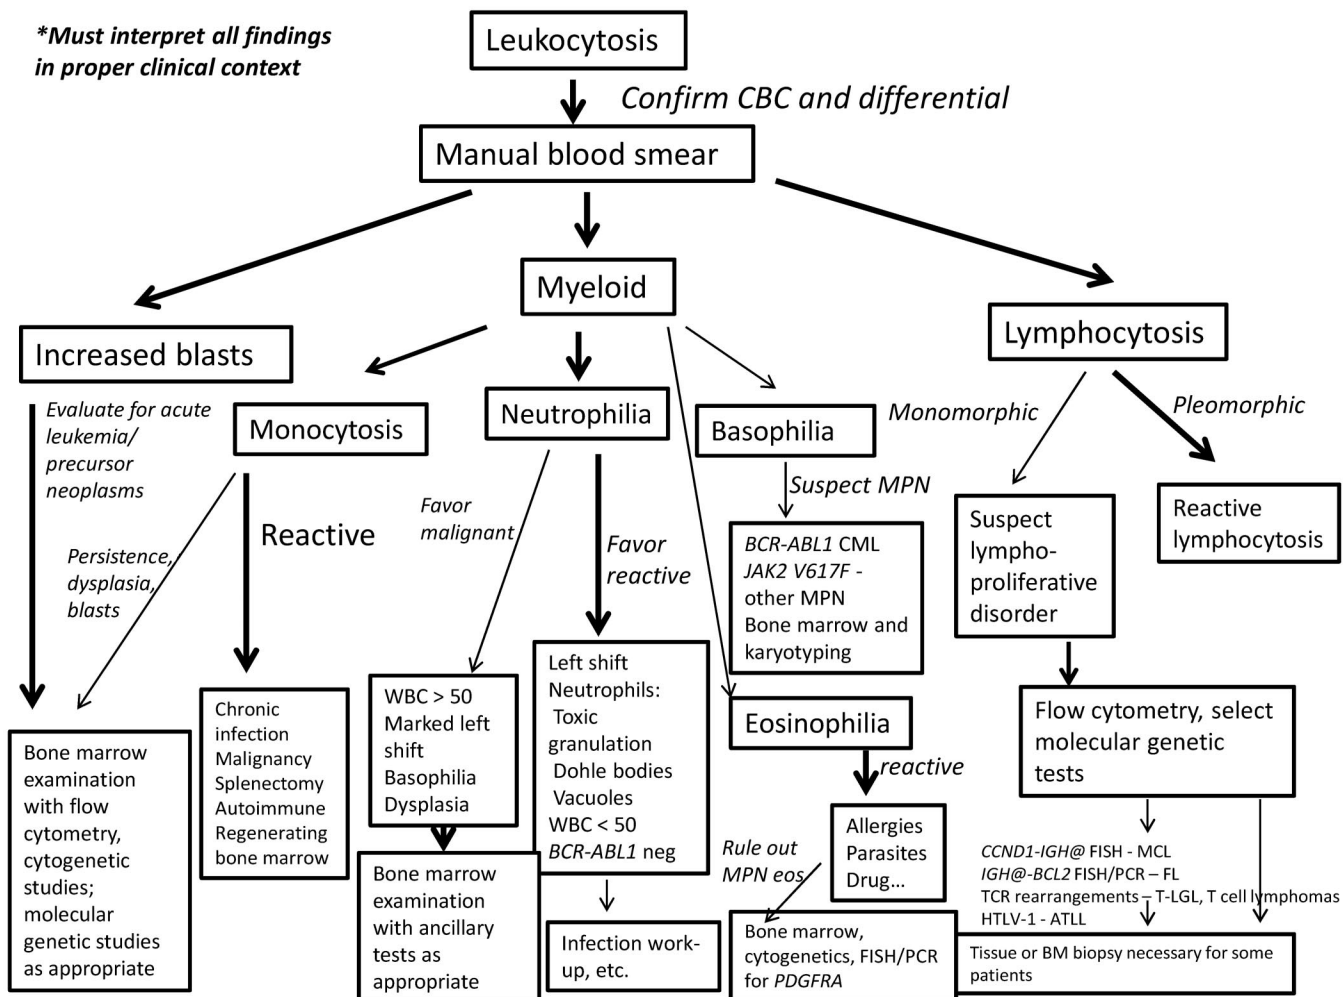 *Must interpret all findings
in proper clinical context
Leukocytosis
Confirm CBC and differential
Manual blood smear
Myeloid
Increased blasts
Lymphocytosis
Evaluate for acute
leukemia/
precursor
neoplasms
Monocytosis
Neutrophilia
Basophilia
Monomorphic
Pleomorphic
Persistence,
dysplasia,
blasts
Reactive
Favor
malignant
Favor
reactive
Suspect MPN
BCR-ABL1 CML
JAK2 V617F -
other MPN
Bone marrow and
karyotyping
Suspect
lympho-
proliferative
disorder
Reactive
lymphocytosis
Bone marrow
examination
with flow
cytometry,
cytogenetic
studies;
molecular
genetic studies
as appropriate
Chronic
infection
Malignancy
Splenectomy
Autoimmune
Regenerating
bone marrow
WBC > 50
Marked left
shift
Basophilia
Dysplasia
Bone marrow
examination
with ancillary
tests as
appropriate
Left shift
Neutrophils:
Toxic
granulation
Dohle bodies
Vacuoles
WBC < 50
BCR-ABL1 neg
Infection work-
up, etc.
Eosinophilia
reactive
Allergies
Parasites
Drug...
Rule out
MPN eos
Bone marrow,
cytogenetics, FISH/PCR
for PDGFRA
Flow cytometry, select
molecular genetic
tests
CCND1-IGH@ FISH - MCL
IGH@-BCL2 FISH/PCR – FL
TCR rearrangements – T-LGL, T cell lymphomas
HTLV-1 - ATLL
Tissue or BM biopsy necessary for some
patients